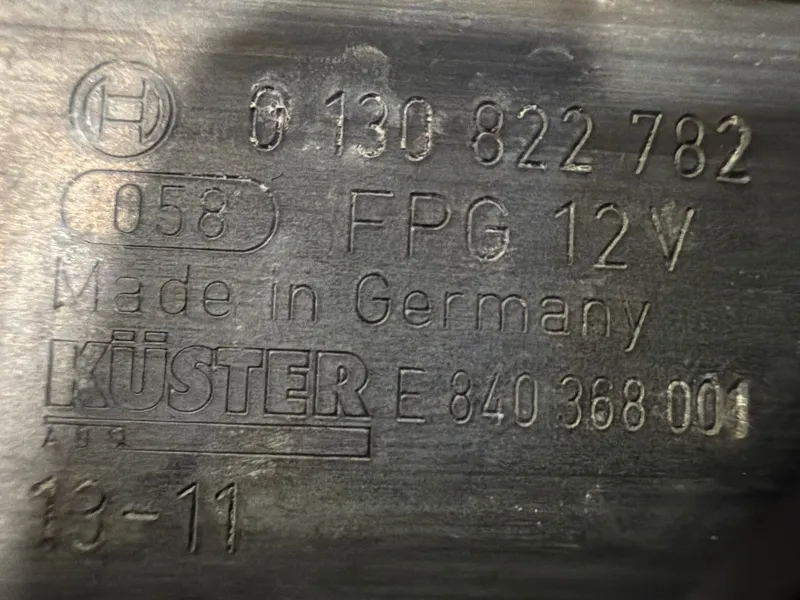 0 130 822 782
058 FPG 12V
Made in Germany
KÜSTER E 840 368 001
13-11